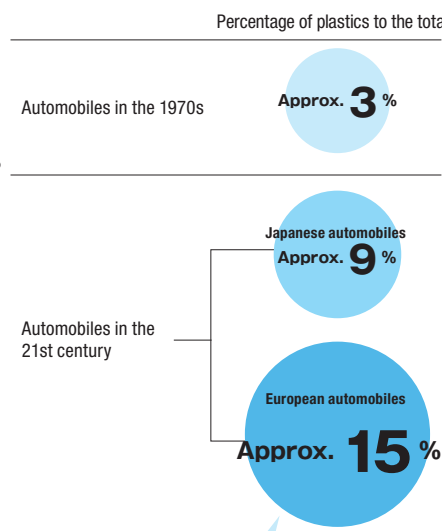 Percentage of plastics to the total
Automobiles in the 1970s
Approx. 3 %
Japanese automobiles
Approx. 9 %
Automobiles in the
21st century
European automobiles
Approx. 15 %